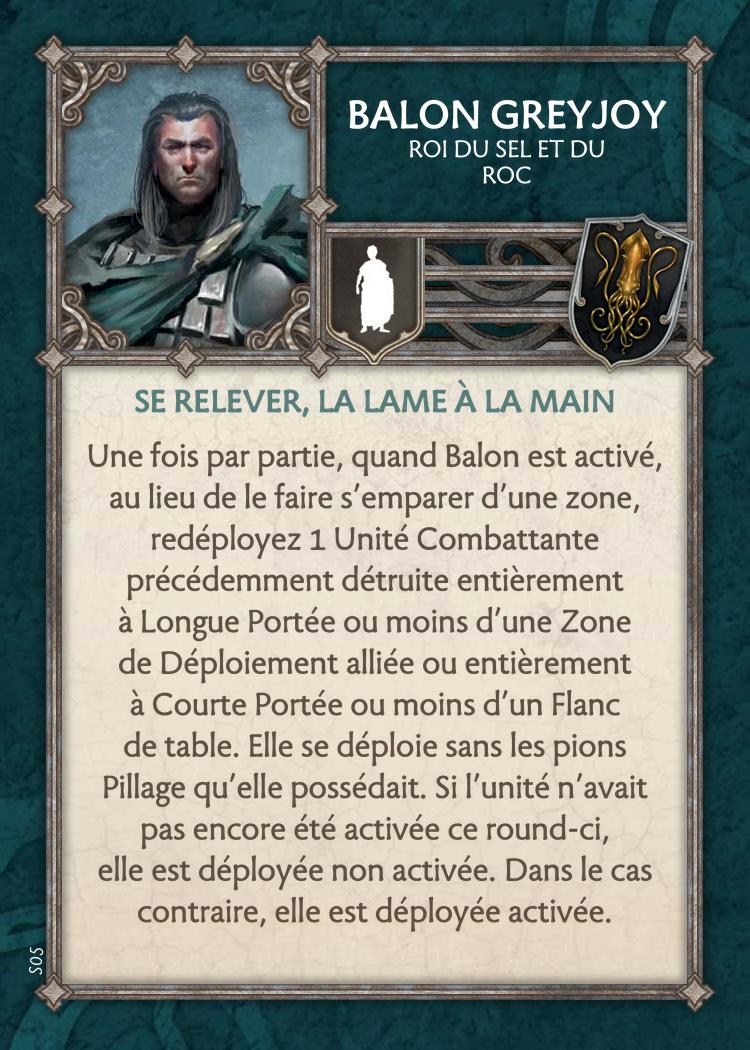 BALON GREYJOY
ROI DU SEL ET DU
ROC
SE RELEVER, LA LAME À LA MAIN
Une fois par partie, quand Balon est activé,
au lieu de le faire s’emparer d’une zone,
redéployez 1 Unité Combattante
précédemment détruite entièrement
à Longue Portée ou moins d’une Zone
de Déploiement alliée ou entièrement
à Courte Portée ou moins d’un Flanc
de table. Elle se déploie sans les pions
Pillage qu’elle possédait. Si l’unité n’avait
pas encore été activée ce round-ci,
elle est déployée non activée. Dans le cas
contraire, elle est déployée activée.
S05